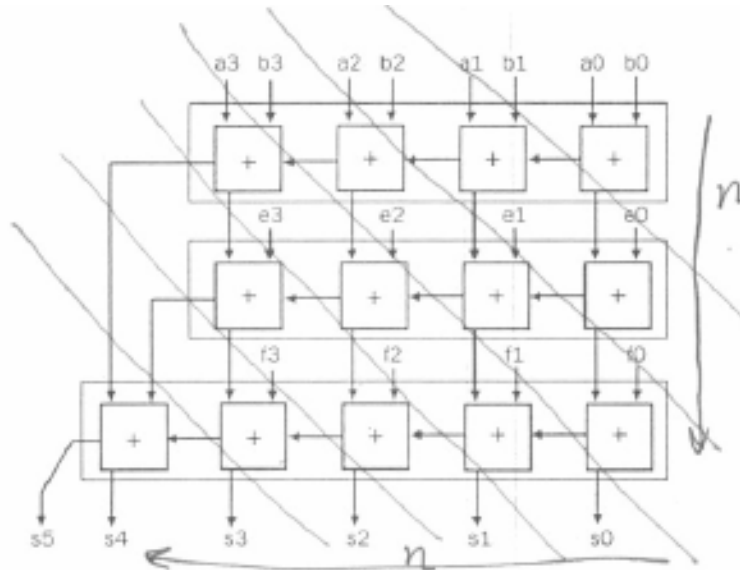 a3 b3 a2 b2 a1 b1 a0 b0
+ + + +
n
e3 e2 e1 e0
+ + + +
f3 f2 f1 f0
+ + + + +
s5 s4 s3 s2 s1 s0
n